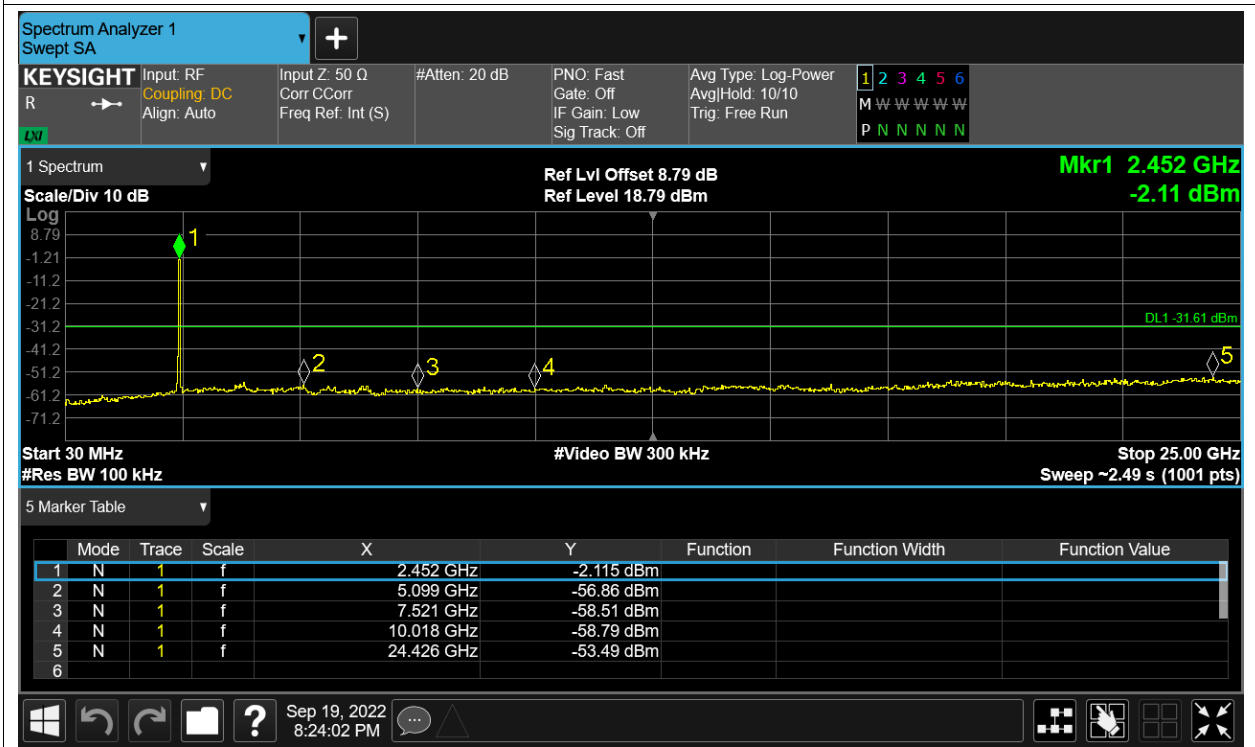 Spectrum Analyzer 1
Swept SA
+
KEYSIGHT Input: RF Input Z: 50 Ω #Atten: 20 dB PNO: Fast Avg Type: Log-Power 1 2 3 4 5 6
R Coupling: DC Corr CCorr Gate: Off Avg|Hold: 10/10 M W W W W W
Align: Auto Freq Ref: Int (S) IF Gain: Low Trig: Free Run
LXI Sig Track: Off P N N N N N
1 Spectrum Ref Lvl Offset 8.79 dB Mkr1 2.452 GHz
Scale/Div 10 dB Ref Level 18.79 dBm -2.11 dBm
Log
8.79
1
-1.21
-11.2
-21.2
-31.2 DL1 -31.61 dBm
-41.2
2 3 4 5
-51.2
-61.2
-71.2
Start 30 MHz #Video BW 300 kHz Stop 25.00 GHz
#Res BW 100 kHz Sweep ~2.49 s (1001 pts)
5 Marker Table
Mode Trace Scale X Y Function Function Width Function Value
1 N 1 f 2.452 GHz -2.115 dBm
2 N 1 f 5.099 GHz -56.86 dBm
3 N 1 f 7.521 GHz -58.51 dBm
4 N 1 f 10.018 GHz -58.79 dBm
5 N 1 f 24.426 GHz -53.49 dBm
6
? Sep 19, 2022
8:24:02 PM